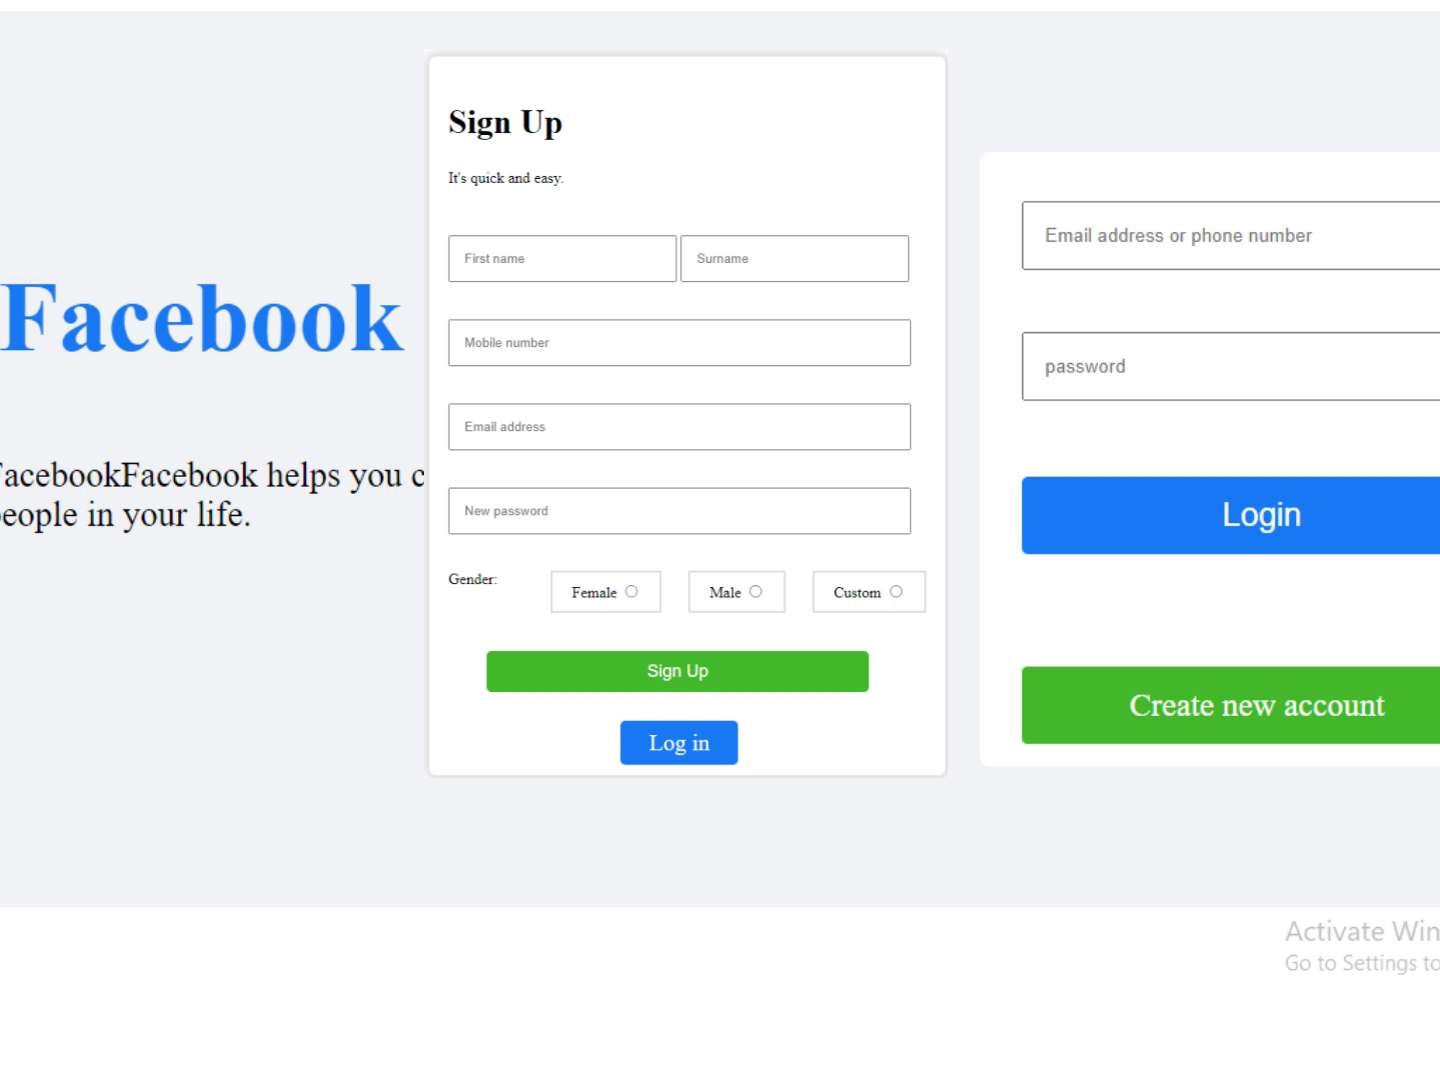 Facebook
acebookFacebook helps you c
eople in your life.
Sign Up
It's quick and easy.
First name Surname
Mobile number
Email address
New password
Gender: Female Male Custom
Sign Up
Log in
Email address or phone number
password
Login
Create new account
Activate Win
Go to Settings to